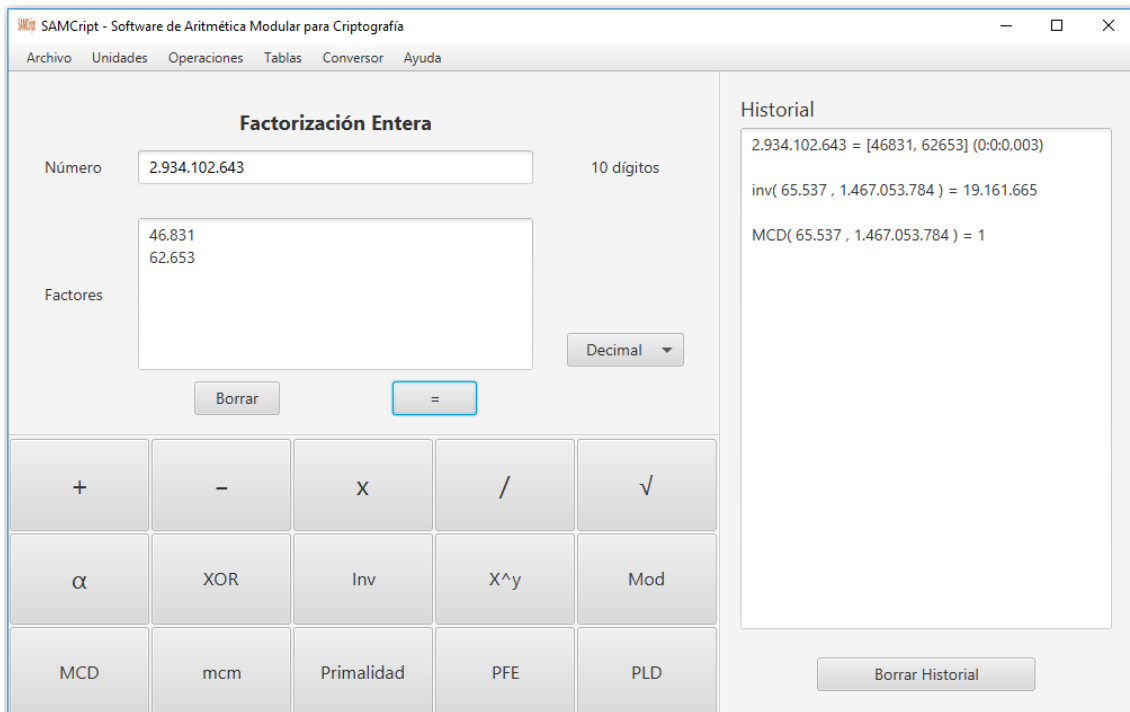 SAMCript - Software de Aritmética Modular para Criptografía
Archivo Unidades Operaciones Tablas Conversor Ayuda
Factorización Entera
Número 2.934.102.643 10 dígitos
Factores
46.831
62.653
Decimal
Borrar =
+ − x / √
α XOR Inv X^y Mod
MCD mcm Primalidad PFE PLD
Historial
2.934.102.643 = [46831, 62653] (0:0:0,003)
inv( 65.537 , 1.467.053.784 ) = 19.161.665
MCD( 65.537 , 1.467.053.784 ) = 1
Borrar Historial